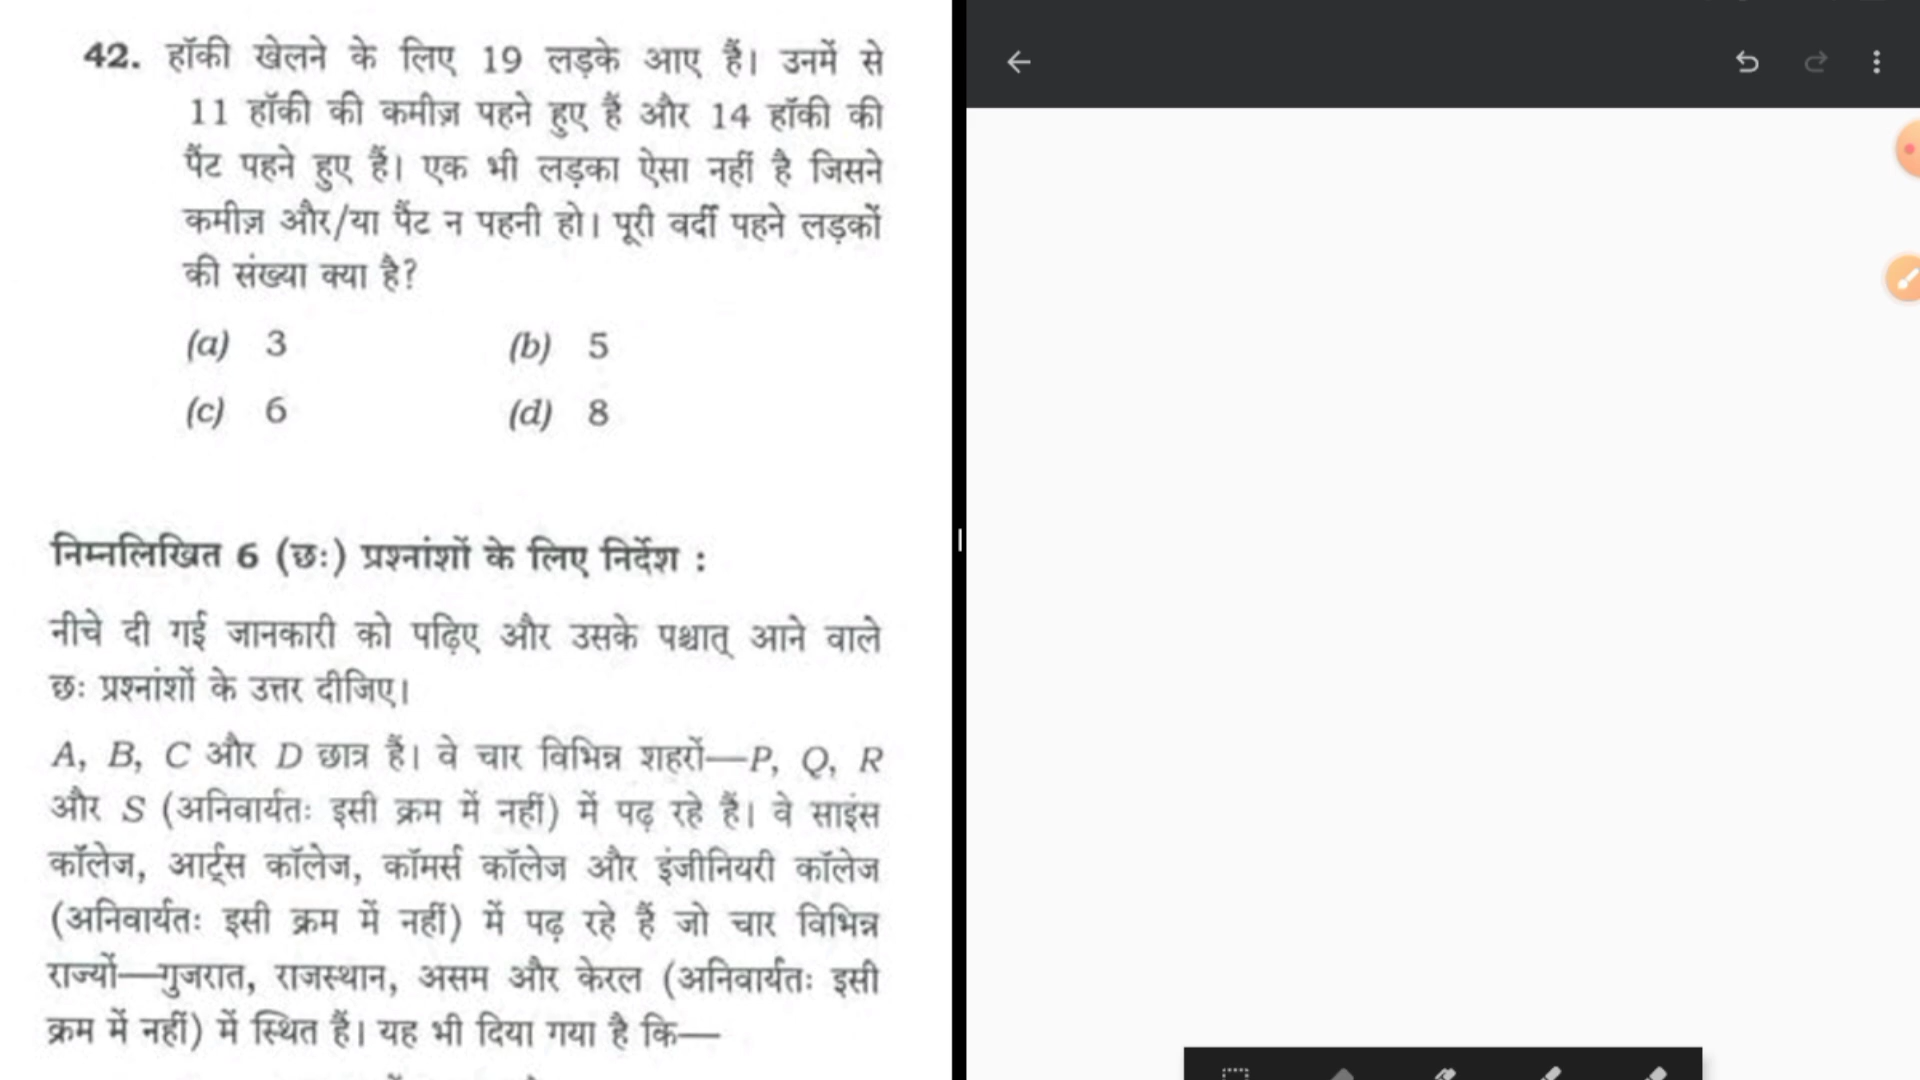 42. हॉकी खेलने के लिए 19 लड़के आए हैं। उनमें से
11 हॉकी की कमीज़ पहने हुए हैं और 14 हॉकी की
पैंट पहने हुए हैं। एक भी लड़का ऐसा नहीं है जिसने
कमीज़ और/या पैंट न पहनी हो। पूरी वर्दी पहने लड़कों
की संख्या क्या है?
(a) 3 (b) 5
(c) 6 (d) 8
निम्नलिखित 6 (छः) प्रश्नांशों के लिए निर्देश :
नीचे दी गई जानकारी को पढ़िए और उसके पश्चात् आने वाले
छः प्रश्नांशों के उत्तर दीजिए।
A, B, C और D छात्र हैं। वे चार विभिन्न शहरों—P, Q, R
और S (अनिवार्यतः इसी क्रम में नहीं) में पढ़ रहे हैं। वे साइंस
कॉलेज, आर्ट्स कॉलेज, कॉमर्स कॉलेज और इंजीनियरी कॉलेज
(अनिवार्यतः इसी क्रम में नहीं) में पढ़ रहे हैं जो चार विभिन्न
राज्यों—गुजरात, राजस्थान, असम और केरल (अनिवार्यतः इसी
क्रम में नहीं) में स्थित हैं। यह भी दिया गया है कि—